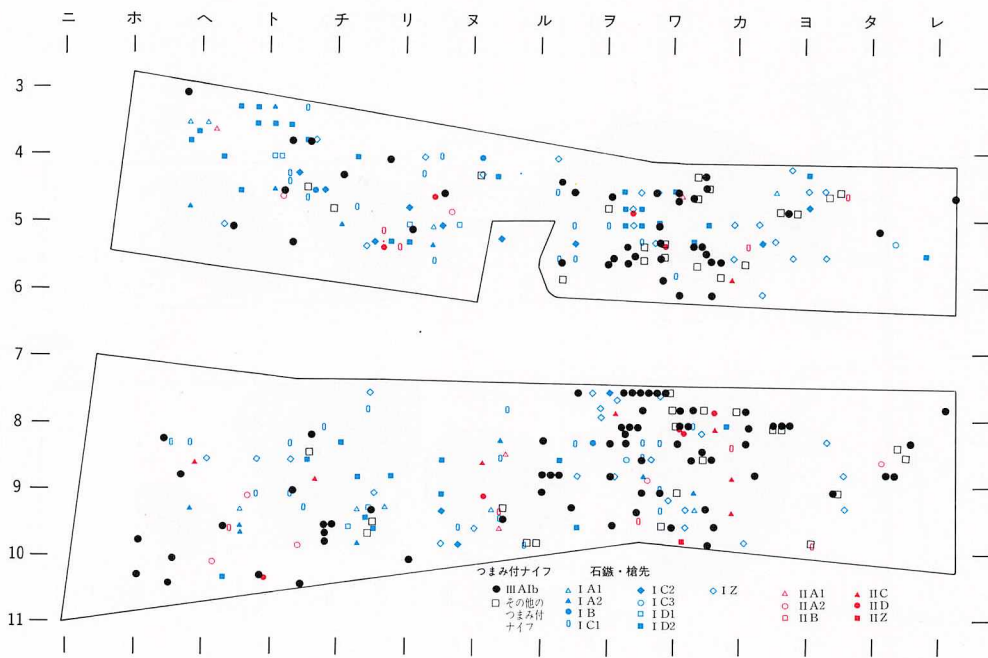 ニ ホ ヘ ト チ リ ヌ ル ヲ ワ カ ヨ タ レ
3
4
5
6
7
8
9
10
11
つまみ付ナイフ
ⅢAⅠb
その他の
つまみ付
ナイフ
石鏃・槍先
ⅠA1
ⅠA2
ⅠB
ⅠC1
ⅠC2
ⅠC3
ⅠD1
ⅠD2
ⅠZ
ⅡA1
ⅡA2
ⅡB
ⅡC
ⅡD
ⅡZ